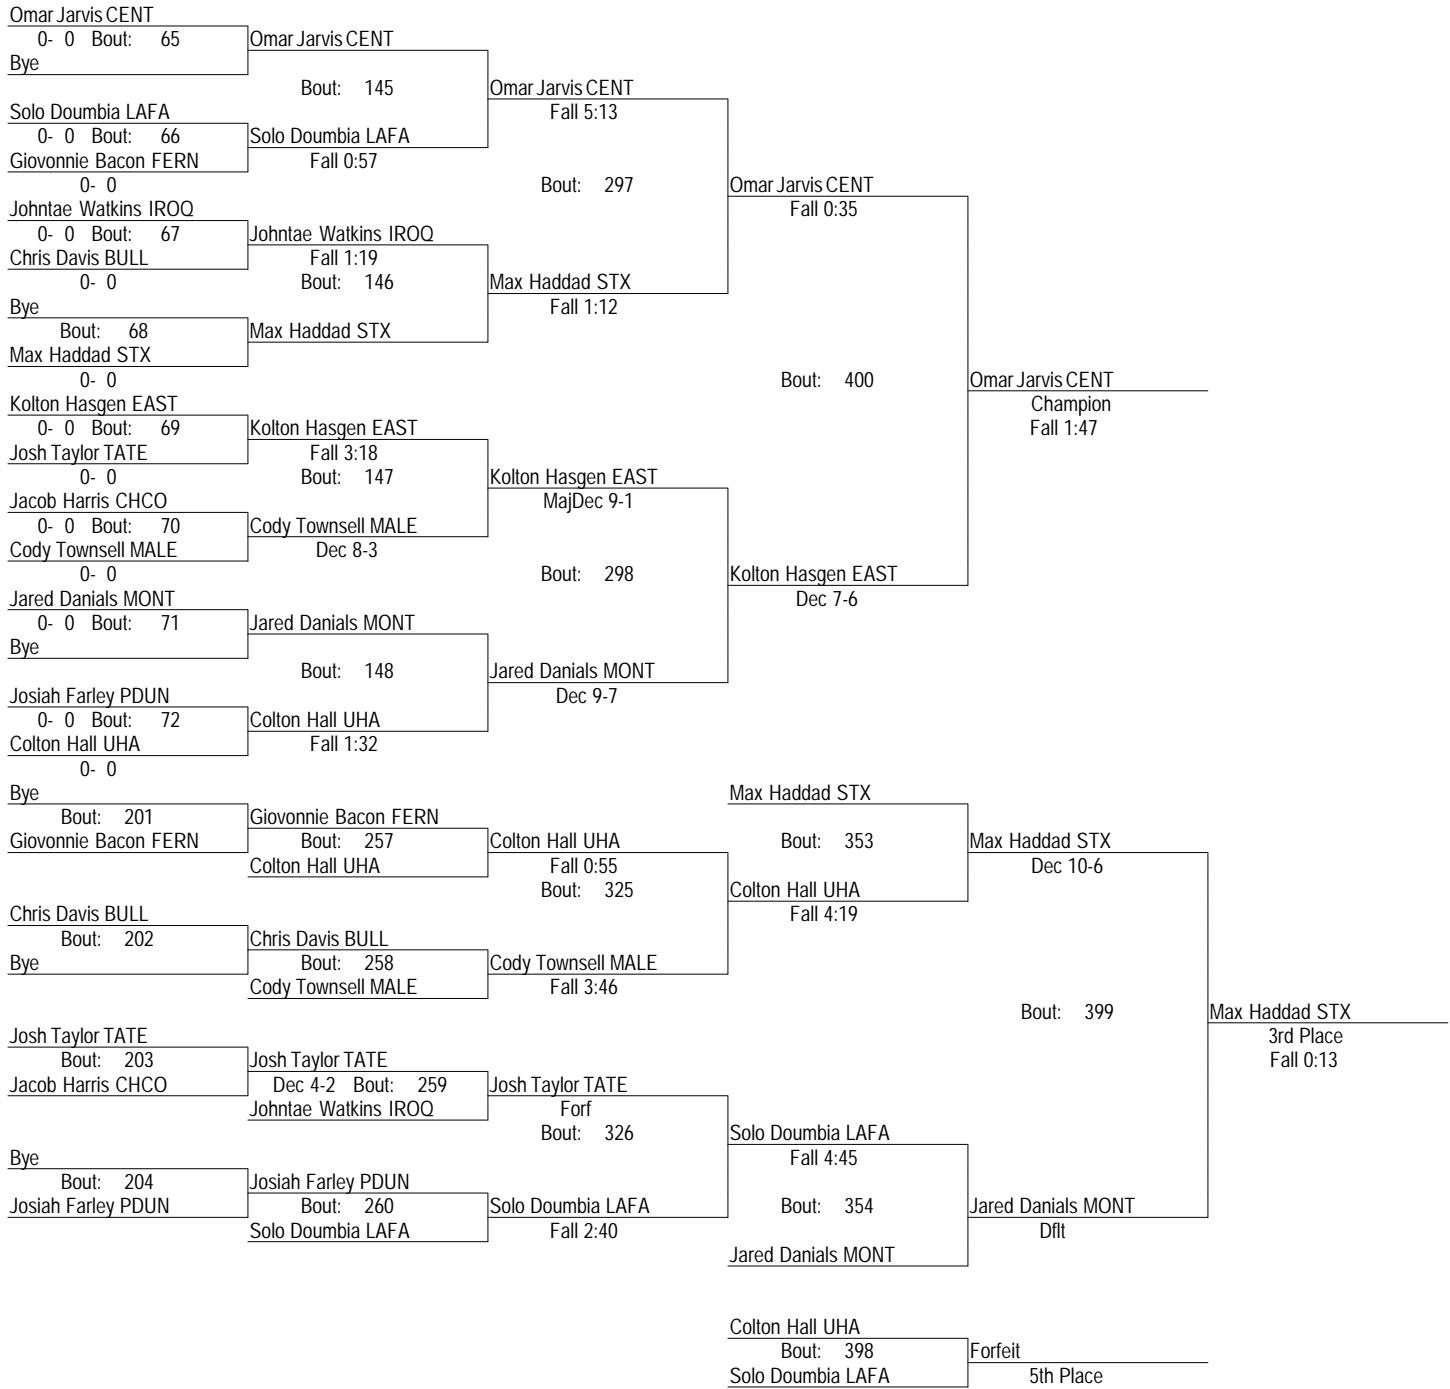 Omar Jarvis CENT
0- 0 Bout: 65 Omar Jarvis CENT
Bye
Bout: 145 Omar Jarvis CENT
Solo Doumbia LAFA Fall 5:13
0- 0 Bout: 66 Solo Doumbia LAFA
Giovonnie Bacon FERN Fall 0:57
0- 0 Bout: 297 Omar Jarvis CENT
Johntae Watkins IROQ Fall 0:35
0- 0 Bout: 67 Johntae Watkins IROQ
Chris Davis BULL Fall 1:19
0- 0 Bout: 146 Max Haddad STX
Bye Fall 1:12
Bout: 68 Max Haddad STX
Max Haddad STX
0- 0 Bout: 400 Omar Jarvis CENT
Kolton Hasgen EAST Champion
0- 0 Bout: 69 Kolton Hasgen EAST Fall 1:47
Josh Taylor TATE Fall 3:18
0- 0 Bout: 147 Kolton Hasgen EAST
Jacob Harris CHCO MajDec 9-1
0- 0 Bout: 70 Cody Townsell MALE
Cody Townsell MALE Dec 8-3
0- 0 Bout: 298 Kolton Hasgen EAST
Jared Danials MONT Dec 7-6
0- 0 Bout: 71 Jared Danials MONT
Bye
Bout: 148 Jared Danials MONT
Josiah Farley PDUN Dec 9-7
0- 0 Bout: 72 Colton Hall UHA
Colton Hall UHA Fall 1:32
0- 0
Bye Max Haddad STX
Bout: 201 Giovonnie Bacon FERN
Giovonnie Bacon FERN Bout: 257 Colton Hall UHA Bout: 353 Max Haddad STX
Colton Hall UHA Fall 0:55 Dec 10-6
Bout: 325 Colton Hall UHA
Chris Davis BULL Fall 4:19
Bout: 202 Chris Davis BULL
Bye Bout: 258 Cody Townsell MALE
Cody Townsell MALE Fall 3:46
Bout: 399 Max Haddad STX
Josh Taylor TATE 3rd Place
Bout: 203 Josh Taylor TATE Fall 0:13
Jacob Harris CHCO Dec 4-2 Bout: 259 Josh Taylor TATE
Johntae Watkins IROQ Forf
Bout: 326 Solo Doumbia LAFA
Bye Fall 4:45
Bout: 204 Josiah Farley PDUN
Josiah Farley PDUN Bout: 260 Solo Doumbia LAFA Bout: 354 Jared Danials MONT
Solo Doumbia LAFA Fall 2:40 Dflt
Jared Danials MONT
Colton Hall UHA
Bout: 398 Forfeit
Solo Doumbia LAFA 5th Place